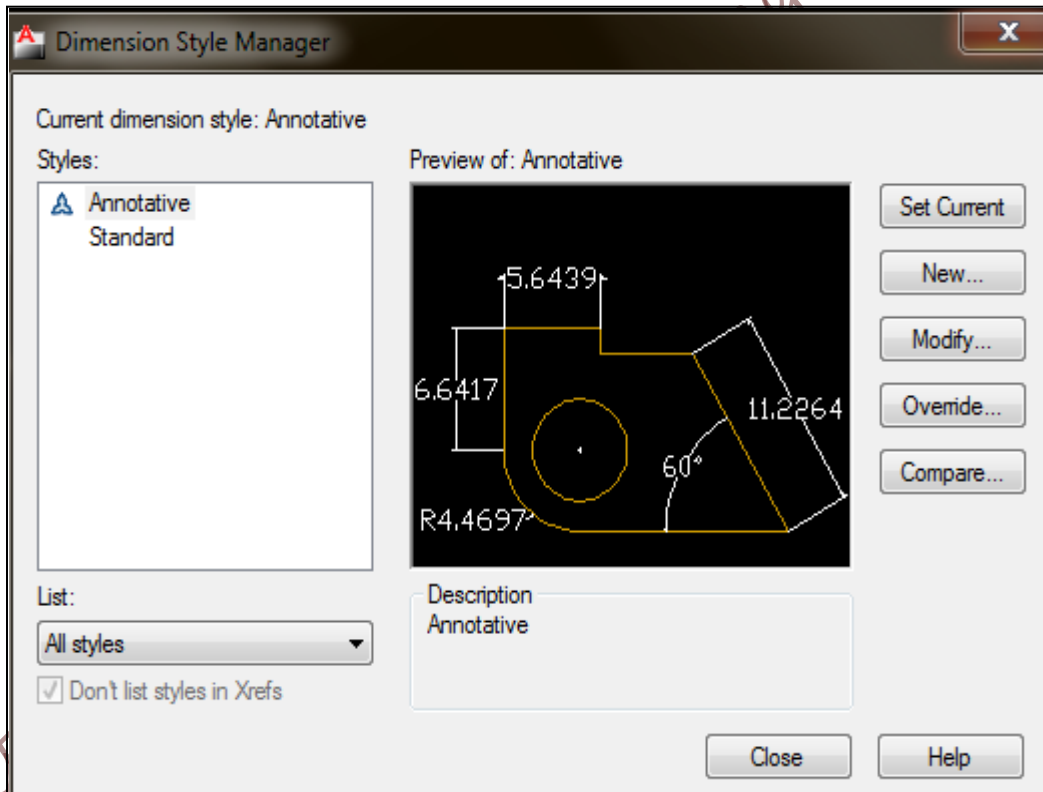 Dimension Style Manager
x
Current dimension style: Annotative
Styles:
Annotative
Standard
Preview of: Annotative
5.6439
6.6417
11.2264
60°
R4.4697
Set Current
New...
Modify...
Override...
Compare...
List:
All styles
Don't list styles in Xrefs
Description
Annotative
Close
Help